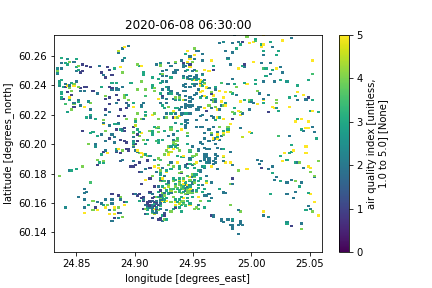 2020-06-08 06:30:00
60.26
60.24
60.22
60.20
60.18
60.16
60.14
latitude [degrees_north]
24.85 24.90 24.95 25.00 25.05
longitude [degrees_east]
5
4
3
2
1
0
air quality index [unitless,
1.0 to 5.0] [None]